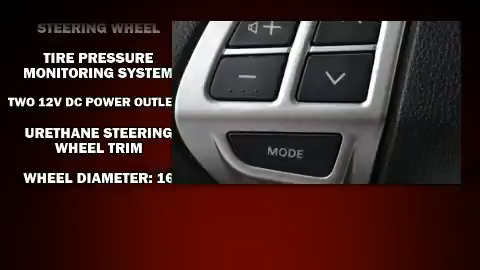 STEERING WHEEL
TIRE PRESSURE
MONITORING SYSTEM
TWO 12V DC POWER OUTLE
URETHANE STEERING
WHEEL TRIM
WHEEL DIAMETER: 16
MODE